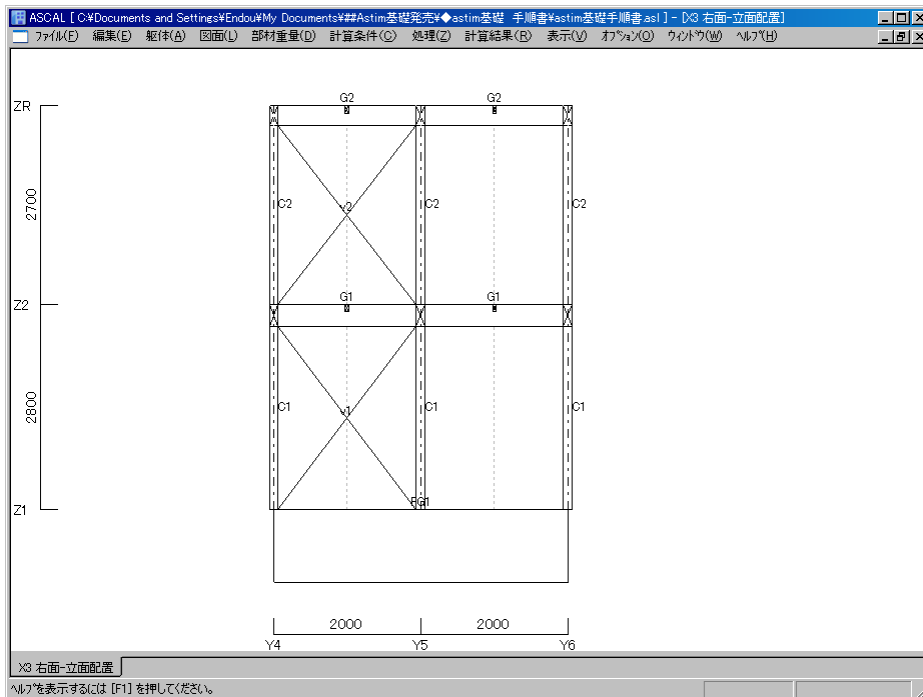 ASCAL [ C:¥Documents and Settings¥Endou¥My Documents¥##Astim基礎発売¥◆astim基礎 手順書¥astim基礎手順書.asl ] - [X3 右面-立面配置]
ファイル(F) 編集(E) 躯体(A) 図面(L) 部材重量(D) 計算条件(C) 処理(Z) 計算結果(R) 表示(V) オプション(O) ウィンドウ(W) ヘルプ(H)
G2 G2
ZR
2700
C2 C2 C2
v2
G1 G1
Z2
2800
C1 C1 C1
v1
FG1
Z1
2000 2000
Y4 Y5 Y6
X3 右面-立面配置
ヘルプを表示するには [F1] を押してください。